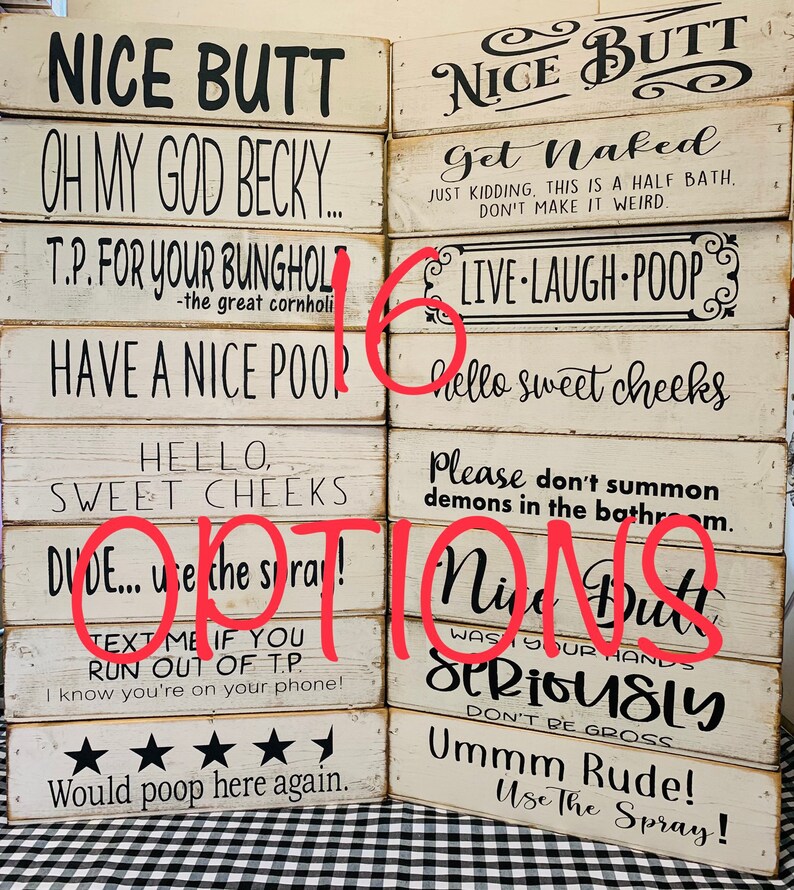 NICE BUTT
OH MY GOD BECKY...
T.P. FOR YOUR BUNGHOLE
-the great cornholi
HAVE A NICE POOP
HELLO,
SWEET CHEEKS
DUDE... use the spray!
TEXT ME IF YOU
RUN OUT OF T.P.
I know you're on your phone!
Would poop here again.
NICE BUTT
Get Naked
JUST KIDDING, THIS IS A HALF BATH,
DON'T MAKE IT WEIRD.
LIVE•LAUGH•POOP
hello sweet cheeks
Please don't summon
demons in the bathroom.
Nice Butt
WASH YOUR HANDS
SERIOUSLY
DON'T BE GROSS
Ummm Rude!
Use The Spray!
16
OPTIONS